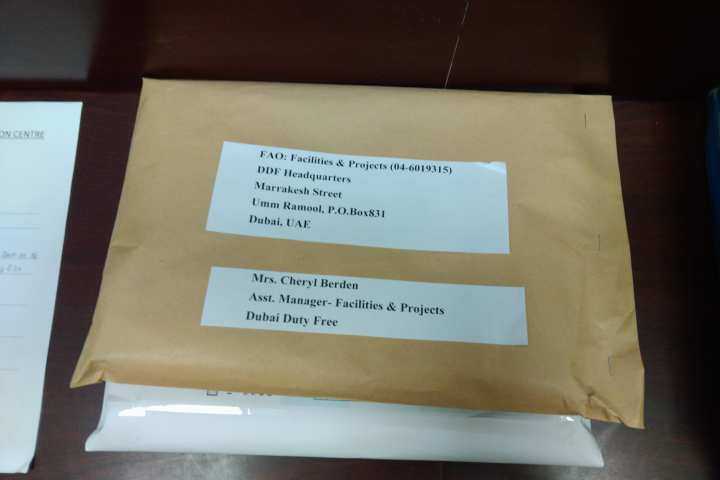 ON CENTRE
FAO: Facilities & Projects (04-6019315)
DDF Headquarters
Marrakesh Street
Umm Ramool, P.O.Box831
Dubai, UAE
Mrs. Cheryl Berden
Asst. Manager- Facilities & Projects
Dubai Duty Free